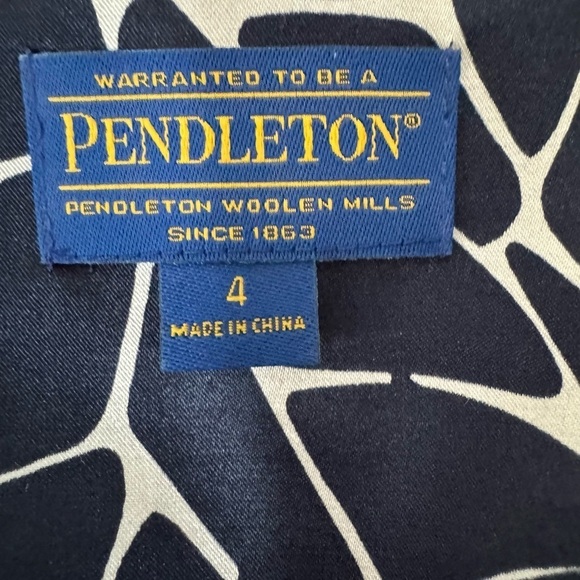 WARRANTED TO BE A
PENDLETON®
PENDLETON WOOLEN MILLS
SINCE 1863
4
MADE IN CHINA